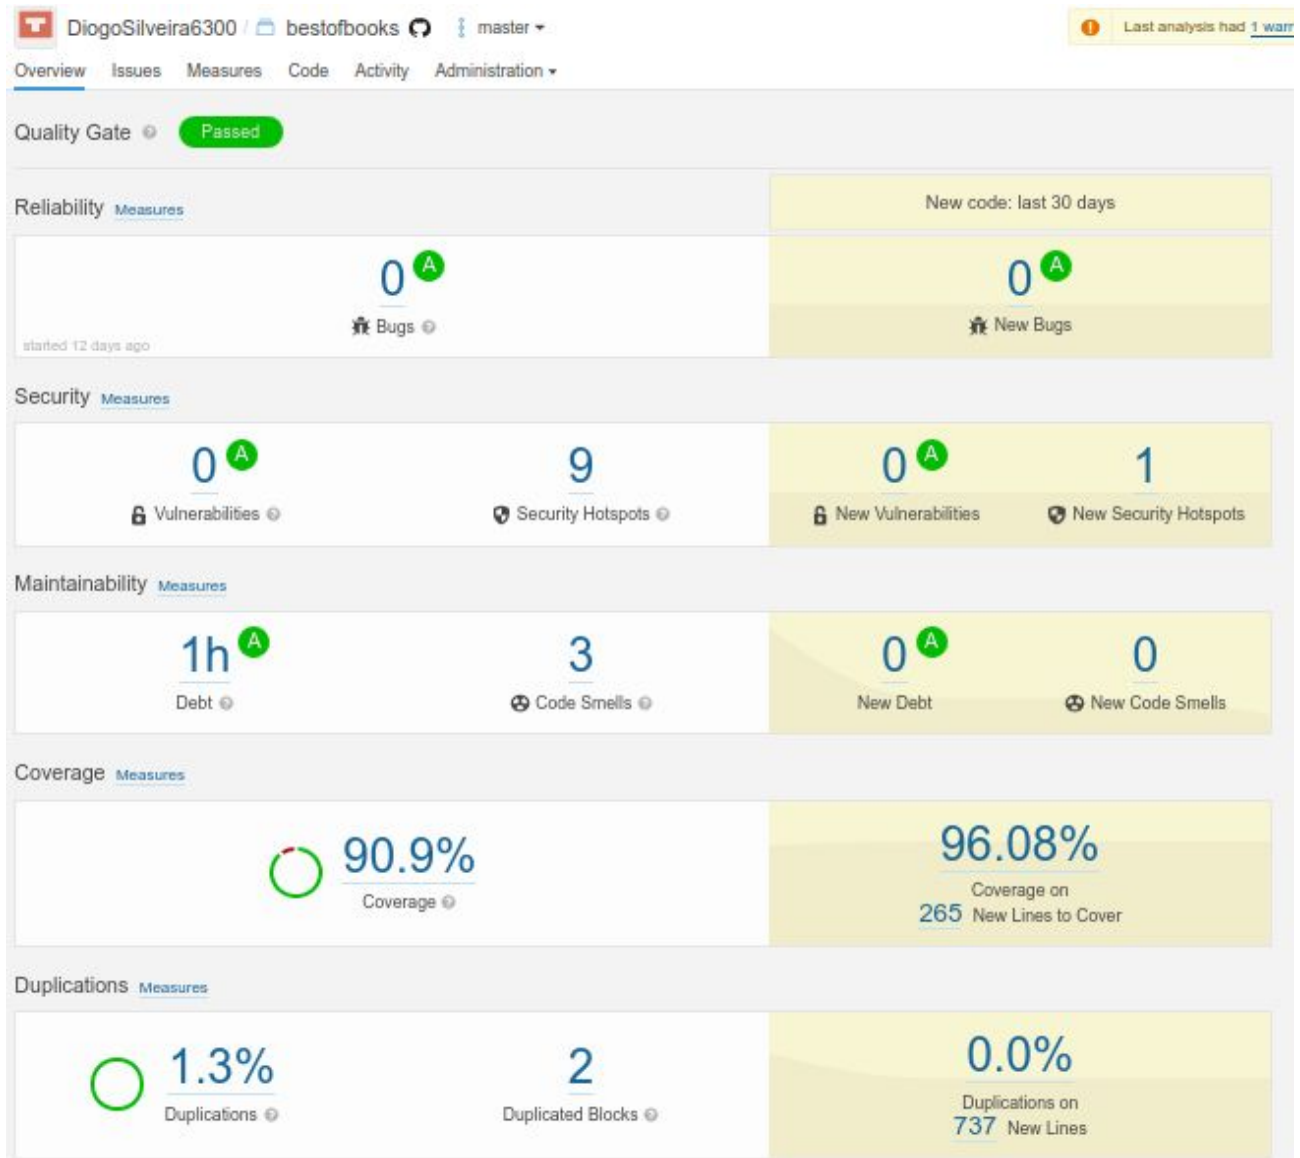 DiogoSilveira6300 / bestofbooks master
Last analysis had 1 warn
Overview Issues Measures Code Activity Administration
Quality Gate Passed
Reliability Measures
New code: last 30 days
0 A
Bugs
started 12 days ago
0 A
New Bugs
Security Measures
0 A
Vulnerabilities
9
Security Hotspots
0 A
New Vulnerabilities
1
New Security Hotspots
Maintainability Measures
1h A
Debt
3
Code Smells
0 A
New Debt
0
New Code Smells
Coverage Measures
90.9%
Coverage
96.08%
Coverage on
265 New Lines to Cover
Duplications Measures
1.3%
Duplications
2
Duplicated Blocks
0.0%
Duplications on
737 New Lines